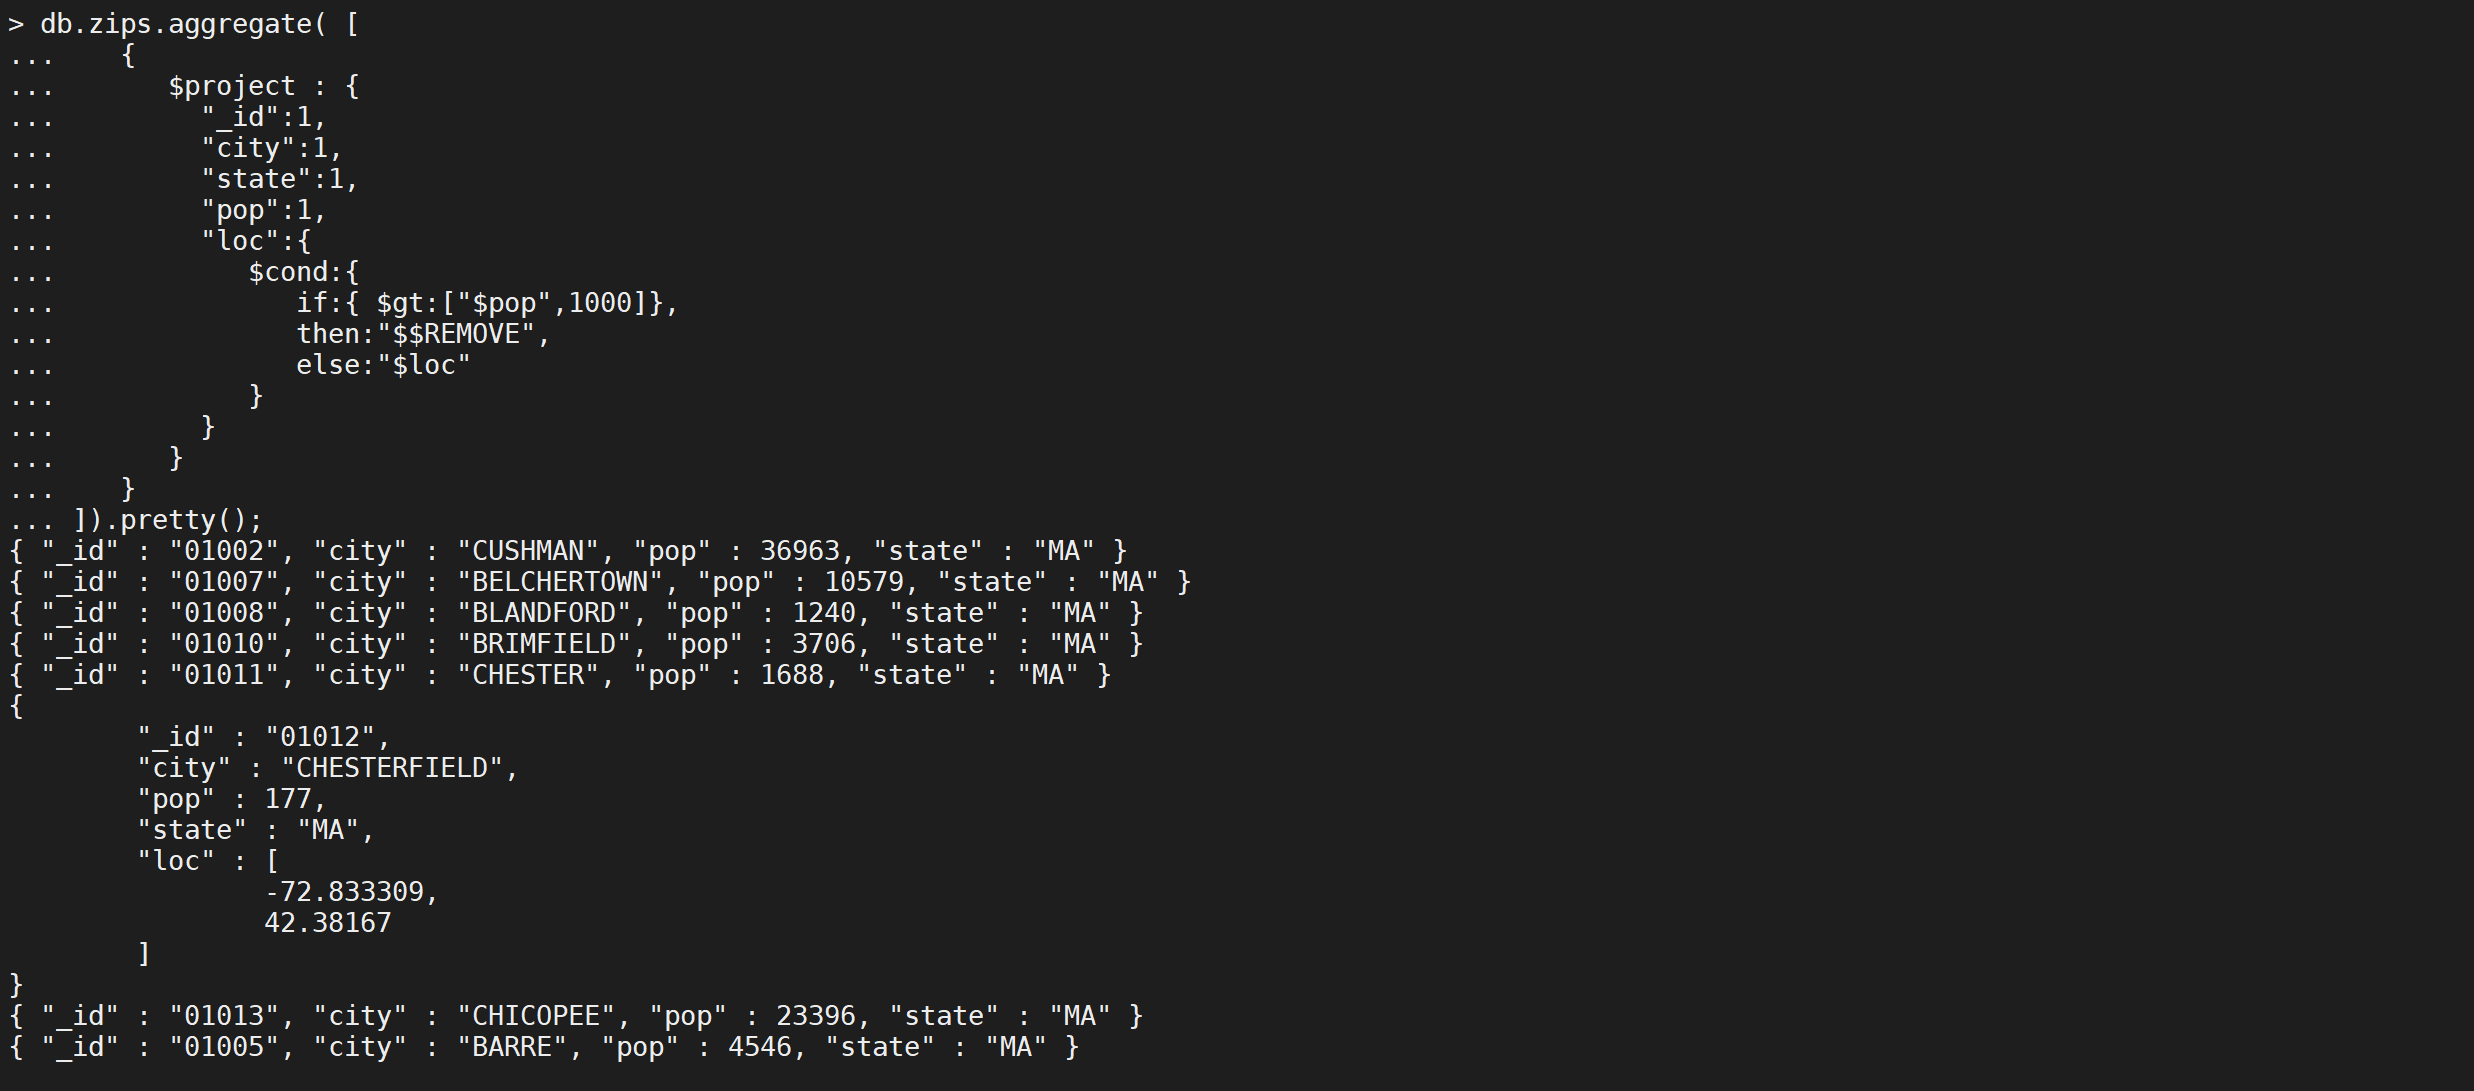 > db.zips.aggregate( [
...    {
...       $project : {
...         "_id":1,
...         "city":1,
...         "state":1,
...         "pop":1,
...         "loc":{
...            $cond:{
...               if:{ $gt:["$pop",1000]},
...               then:"$$REMOVE",
...               else:"$loc"
...            }
...         }
...       }
...    }
... ]).pretty();
{ "_id" : "01002", "city" : "CUSHMAN", "pop" : 36963, "state" : "MA" }
{ "_id" : "01007", "city" : "BELCHERTOWN", "pop" : 10579, "state" : "MA" }
{ "_id" : "01008", "city" : "BLANDFORD", "pop" : 1240, "state" : "MA" }
{ "_id" : "01010", "city" : "BRIMFIELD", "pop" : 3706, "state" : "MA" }
{ "_id" : "01011", "city" : "CHESTER", "pop" : 1688, "state" : "MA" }
{
        "_id" : "01012",
        "city" : "CHESTERFIELD",
        "pop" : 177,
        "state" : "MA",
        "loc" : [
                -72.833309,
                42.38167
        ]
}
{ "_id" : "01013", "city" : "CHICOPEE", "pop" : 23396, "state" : "MA" }
{ "_id" : "01005", "city" : "BARRE", "pop" : 4546, "state" : "MA" }